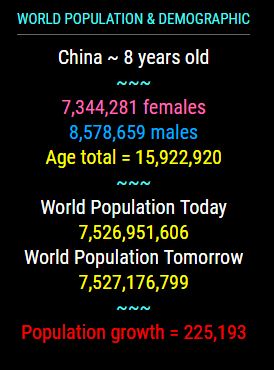 WORLD POPULATION & DEMOGRAPHIC
China ~ 8 years old
~~~
7,344,281 females
8,578,659 males
Age total = 15,922,920
~~~
World Population Today
7,526,951,606
World Population Tomorrow
7,527,176,799
~~~
Population growth = 225,193